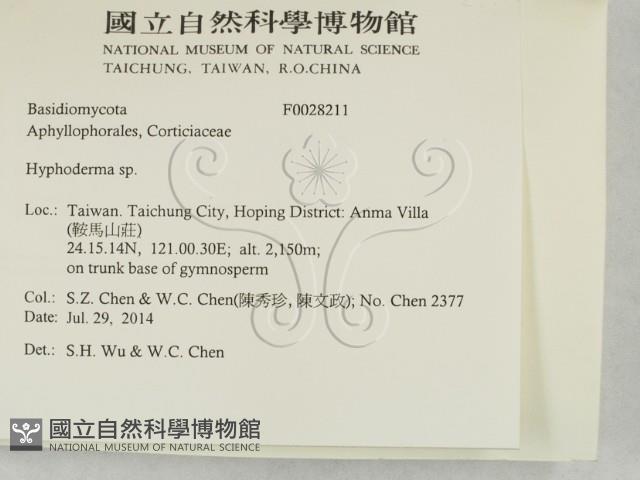 國立自然科學博物館
NATIONAL MUSEUM OF NATURAL SCIENCE
TAICHUNG, TAIWAN, R.O.CHINA
Basidiomycota F0028211
Aphyllophorales, Corticiaceae
Hyphoderma sp.
Loc.: Taiwan. Taichung City, Hoping District: Anma Villa
(鞍馬山莊)
24.15.14N, 121.00.30E; alt. 2,150m;
on trunk base of gymnosperm
Col.: S.Z. Chen & W.C. Chen(陳秀珍, 陳文政); No. Chen 2377
Date: Jul. 29, 2014
Det.: S.H. Wu & W.C. Chen
國立自然科學博物館
NATIONAL MUSEUM OF NATURAL SCIENCE